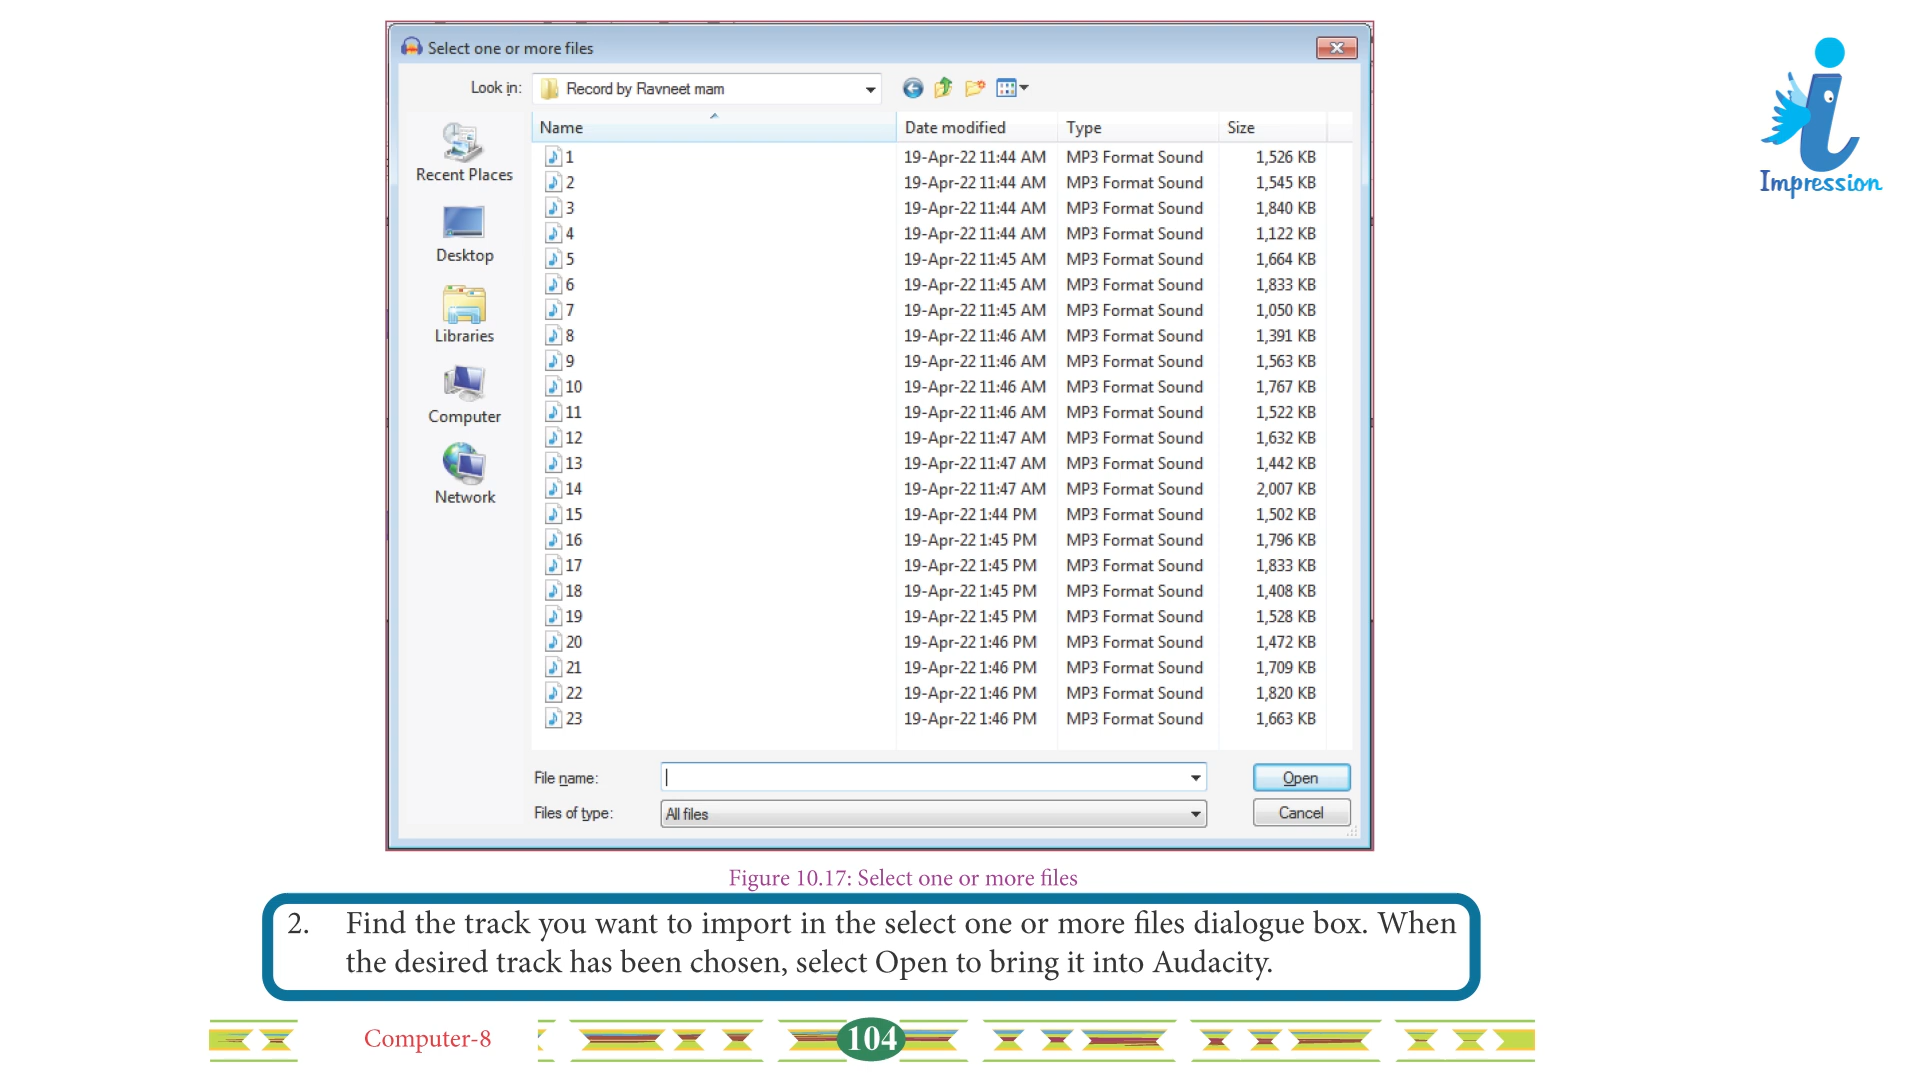 Select one or more files
Look in: Record by Ravneet mam
Name Date modified Type Size
1 19-Apr-22 11:44 AM MP3 Format Sound 1,526 KB
2 19-Apr-22 11:44 AM MP3 Format Sound 1,545 KB
3 19-Apr-22 11:44 AM MP3 Format Sound 1,840 KB
4 19-Apr-22 11:44 AM MP3 Format Sound 1,122 KB
5 19-Apr-22 11:45 AM MP3 Format Sound 1,664 KB
6 19-Apr-22 11:45 AM MP3 Format Sound 1,833 KB
7 19-Apr-22 11:45 AM MP3 Format Sound 1,050 KB
8 19-Apr-22 11:46 AM MP3 Format Sound 1,391 KB
9 19-Apr-22 11:46 AM MP3 Format Sound 1,563 KB
10 19-Apr-22 11:46 AM MP3 Format Sound 1,767 KB
11 19-Apr-22 11:46 AM MP3 Format Sound 1,522 KB
12 19-Apr-22 11:47 AM MP3 Format Sound 1,632 KB
13 19-Apr-22 11:47 AM MP3 Format Sound 1,442 KB
14 19-Apr-22 11:47 AM MP3 Format Sound 2,007 KB
15 19-Apr-22 1:44 PM MP3 Format Sound 1,502 KB
16 19-Apr-22 1:45 PM MP3 Format Sound 1,796 KB
17 19-Apr-22 1:45 PM MP3 Format Sound 1,833 KB
18 19-Apr-22 1:45 PM MP3 Format Sound 1,408 KB
19 19-Apr-22 1:45 PM MP3 Format Sound 1,528 KB
20 19-Apr-22 1:46 PM MP3 Format Sound 1,472 KB
21 19-Apr-22 1:46 PM MP3 Format Sound 1,709 KB
22 19-Apr-22 1:46 PM MP3 Format Sound 1,820 KB
23 19-Apr-22 1:46 PM MP3 Format Sound 1,663 KB
Recent Places
Desktop
Libraries
Computer
Network
File name: Open
Files of type: All files Cancel
Impression
Figure 10.17: Select one or more files
2. Find the track you want to import in the select one or more files dialogue box. When
the desired track has been chosen, select Open to bring it into Audacity.
Computer-8 104